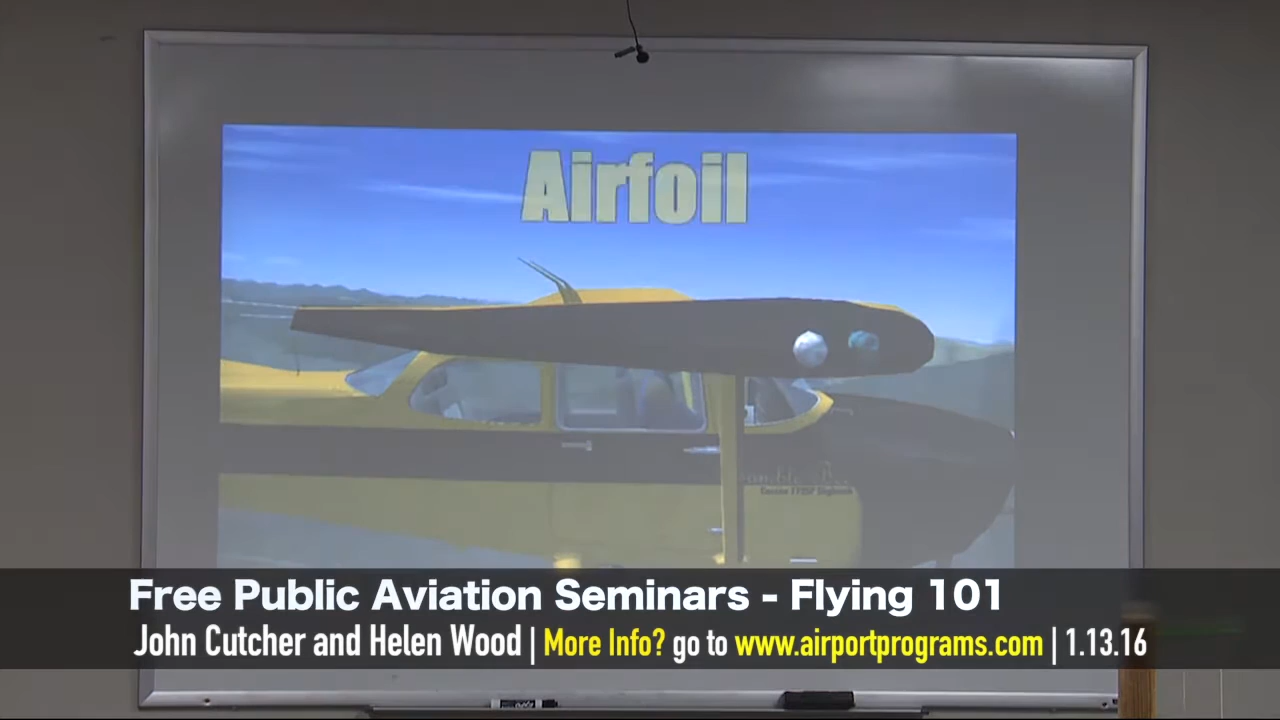 Airfoil
Free Public Aviation Seminars - Flying 101
John Cutcher and Helen Wood | More Info? go to www.airportprograms.com | 1.13.16